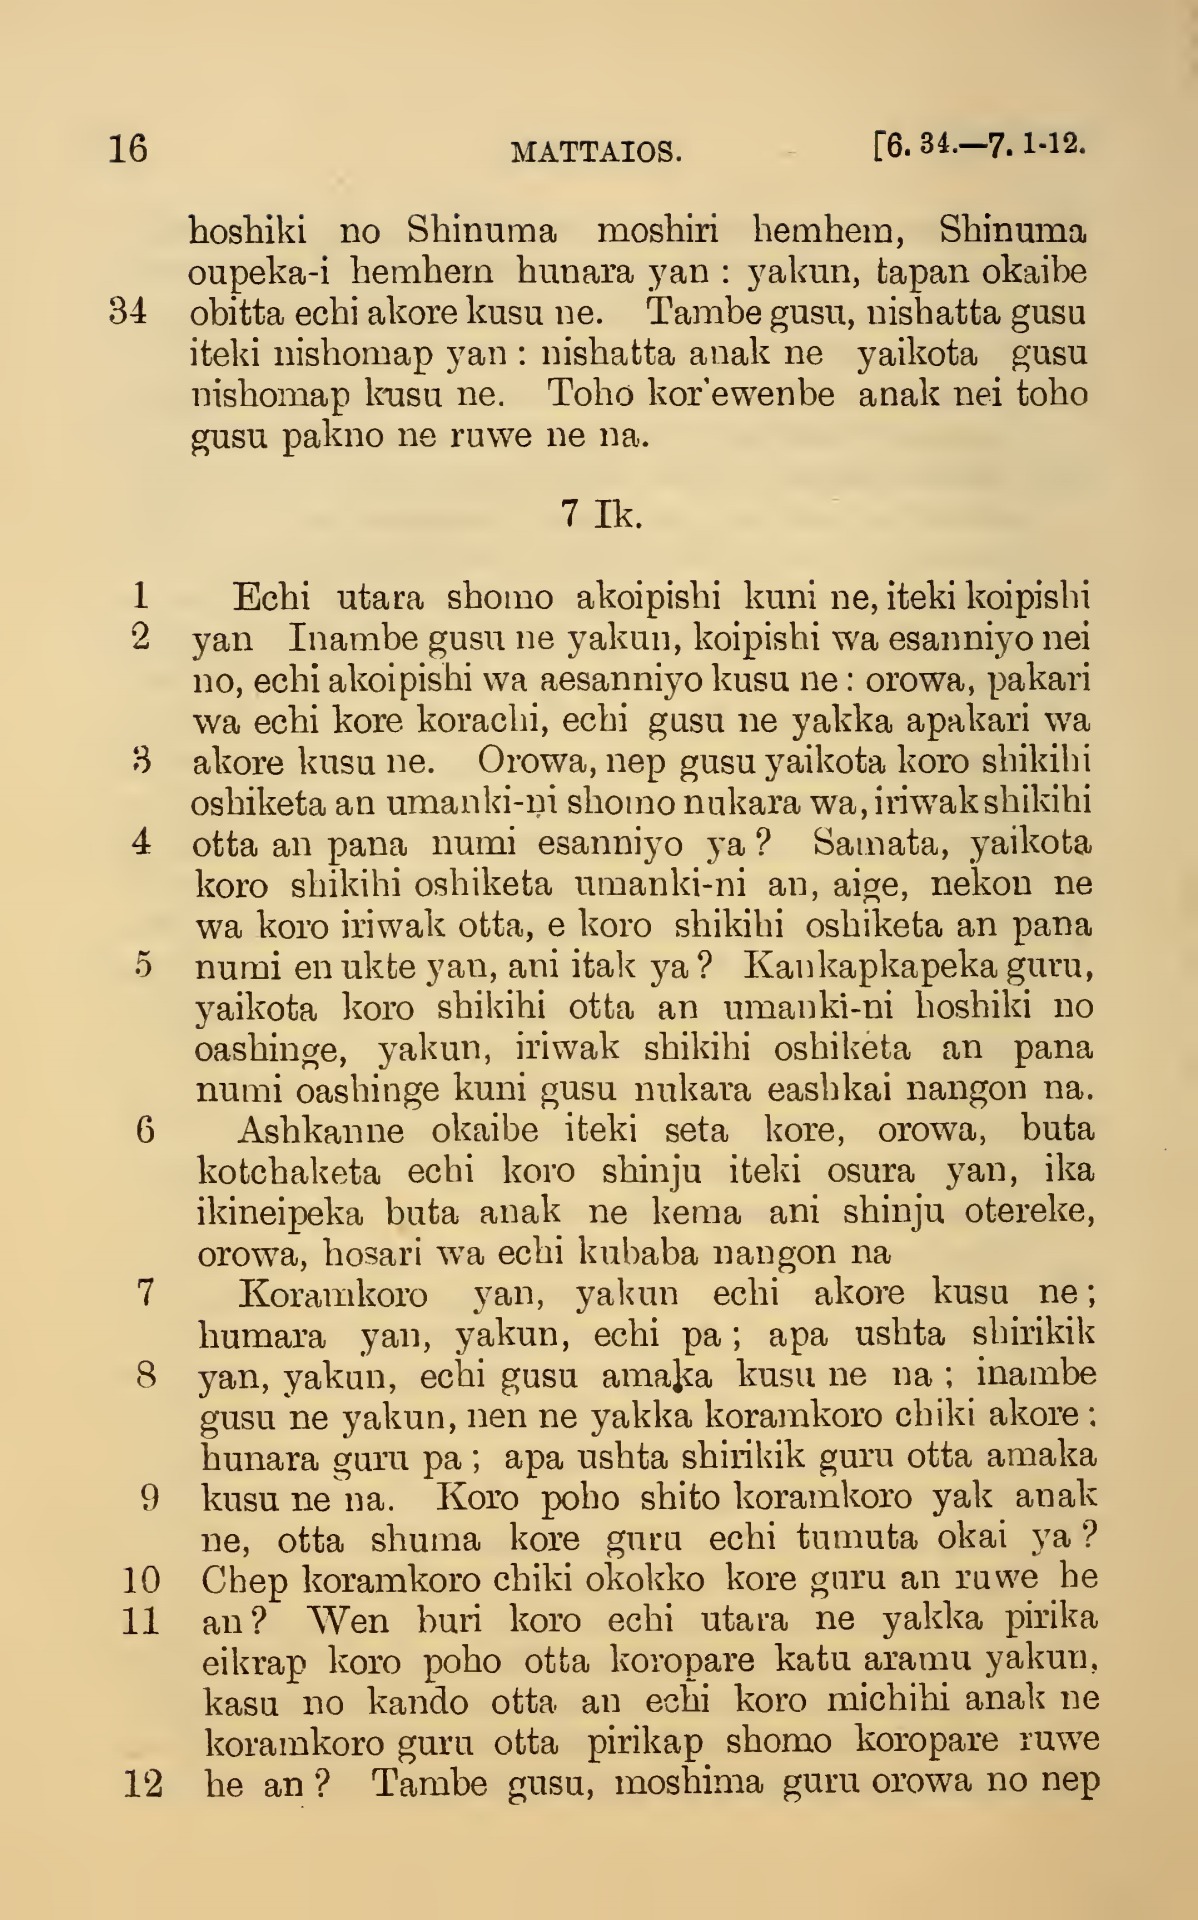 16 MATTAIOS. [6. 34.—7. 1-12.
hoshiki no Shinuma moshiri hemhem, Shinuma
oupeka-i hemhem hunara yan : yakun, tapan okaibe
34 obitta echi akore kusu ne. Tambe gusu, nishatta gusu
iteki nishomap yan : nishatta anak ne yaikota gusu
nishomap kusu ne. Toho kor'ewenbe anak nei toho
gusu pakno ne ruwe ne na.
7 Ik.
1 Echi utara shomo akoipishi kuni ne, iteki koipishi
2 yan Inambe gusu ne yakun, koipishi wa esanniyo nei
no, echi akoipishi wa aesanniyo kusu ne : orowa, pakari
wa echi kore korachi, echi gusu ne yakka apakari wa
3 akore kusu ne. Orowa, nep gusu yaikota koro shikihi
oshiketa an umanki-ni shomo nukara wa, iriwak shikihi
4 otta an pana numi esanniyo ya ? Samata, yaikota
koro shikihi oshiketa umanki-ni an, aige, nekon ne
wa koro iriwak otta, e koro shikihi oshiketa an pana
5 numi en ukte yan, ani itak ya ? Kankapkapeka guru,
yaikota koro shikihi otta an umanki-ni hoshiki no
oashinge, yakun, iriwak shikihi oshiketa an pana
numi oashinge kuni gusu nukara eashkai nangon na.
6 Ashkanne okaibe iteki seta kore, orowa, buta
kotchaketa echi koro shinju iteki osura yan, ika
ikineipeka buta anak ne kema ani shinju otereke,
orowa, hosari wa echi kubaba nangon na
7 Koramkoro yan, yakun echi akore kusu ne ;
humara yan, yakun, echi pa ; apa ushta shirikik
8 yan, yakun, echi gusu amaka kusu ne na ; inambe
gusu ne yakun, nen ne yakka koramkoro chiki akore :
hunara guru pa ; apa ushta shirikik guru otta amaka
9 kusu ne na. Koro poho shito koramkoro yak anak
ne, otta shuma kore guru echi tumuta okai ya ?
10 Chep koramkoro chiki okokko kore guru an ruwe he
11 an ? Wen buri koro echi utara ne yakka pirika
eikrap koro poho otta koropare katu aramu yakun,
kasu no kando otta an echi koro michihi anak ne
koramkoro guru otta pirikap shomo koropare ruwe
12 he an ? Tambe gusu, moshima guru orowa no nep